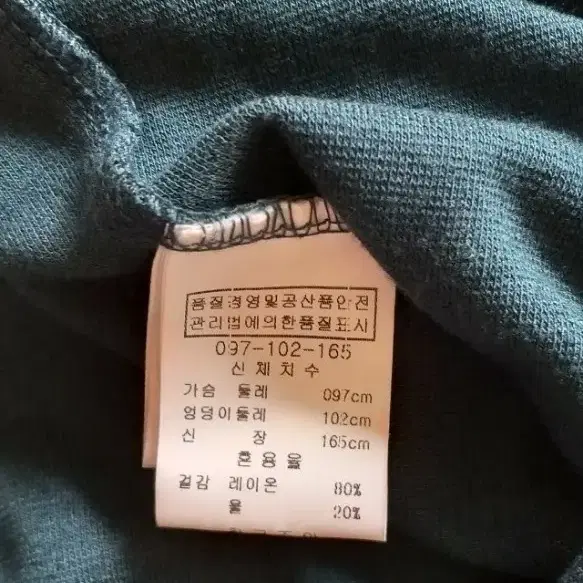 품질경영및공산품안전
관리법에의한품질표시
097-102-165
신체치수
가슴 둘레 097cm
엉덩이둘레 102cm
신 장 165cm
혼용율
겉감 레이온 80%
울 20%